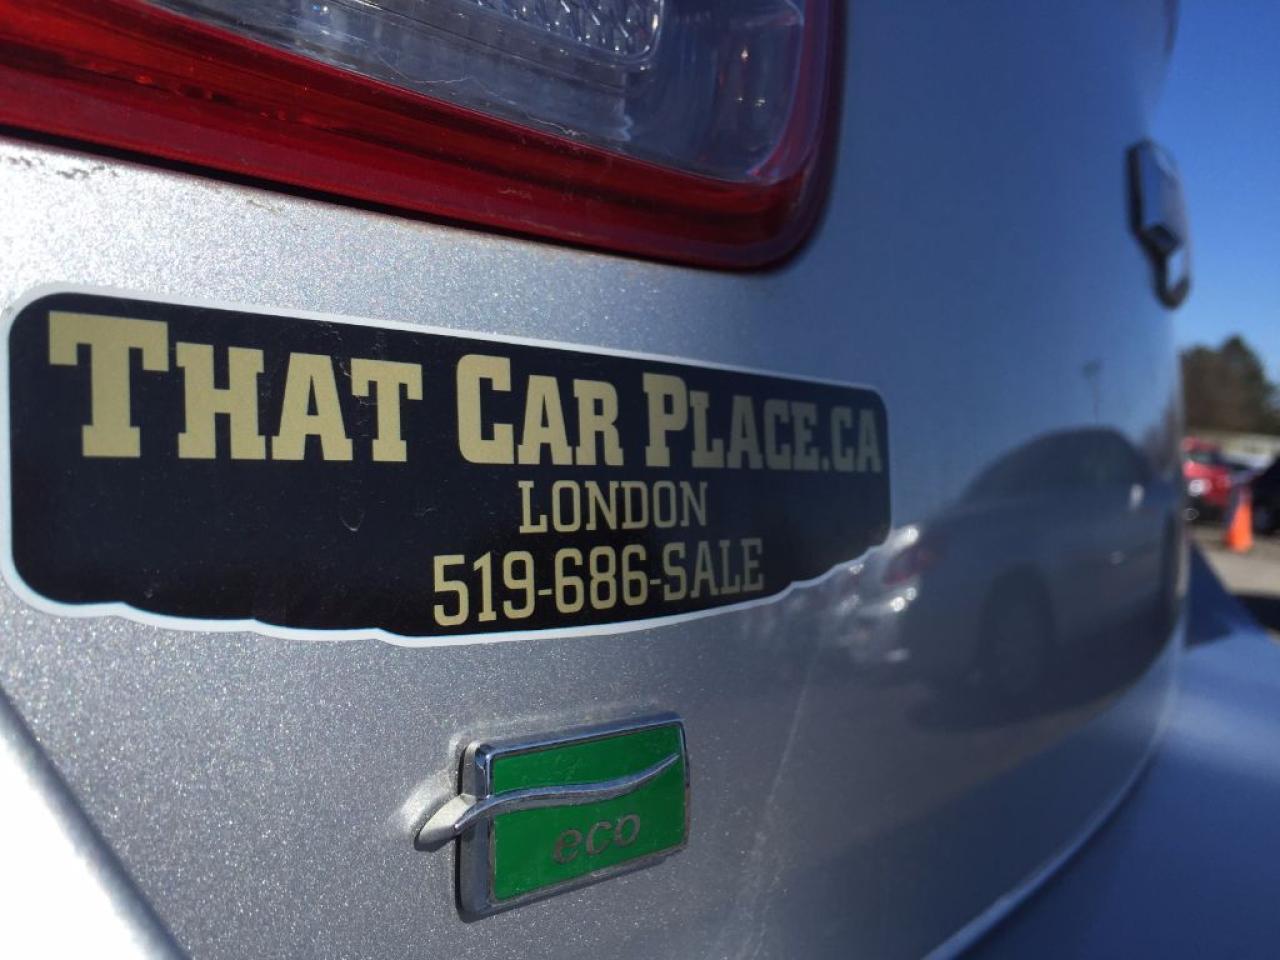 THAT CAR PLACE.CA
LONDON
519-686-SALE
eco